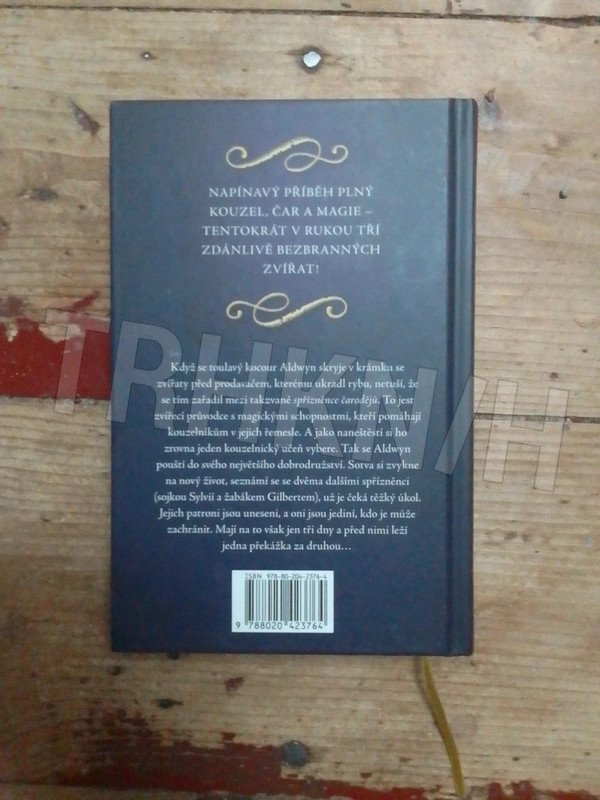 NAPÍNAVÝ PŘÍBĚH PLNÝ
KOUZEL, ČAR A MAGIE –
TENTOKRÁT V RUKOU TŘÍ
ZDÁNLIVĚ BEZBRANNÝCH
ZVÍŘAT!
TRHKNIH
Když se toulavý kocour Aldwyn skryje v krámku se
zvířaty před prodavačem, kterému ukradl rybu, netuší, že
se tím zařadil mezi takzvané spřízněnce čarodějů. To jest
zvířecí průvodce s magickými schopnostmi, kteří pomáhají
kouzelníkům v jejich řemesle. A jako naneštěstí si ho
zrovna jeden kouzelnický učeň vybere. Tak se Aldwyn
pouští do svého největšího dobrodružství. Sotva si zvykne
na nový život, seznámí se se dvěma dalšími spřízněnci
(sojkou Sylvií a žabákem Gilbertem), už je čeká těžký úkol.
Jejich patroni jsou uneseni, a oni jsou jediní, kdo je může
zachránit. Mají na to však jen tři dny a před nimi leží
jedna překážka za druhou…
ISBN 978-80-204-2376-4
9 788020 423764